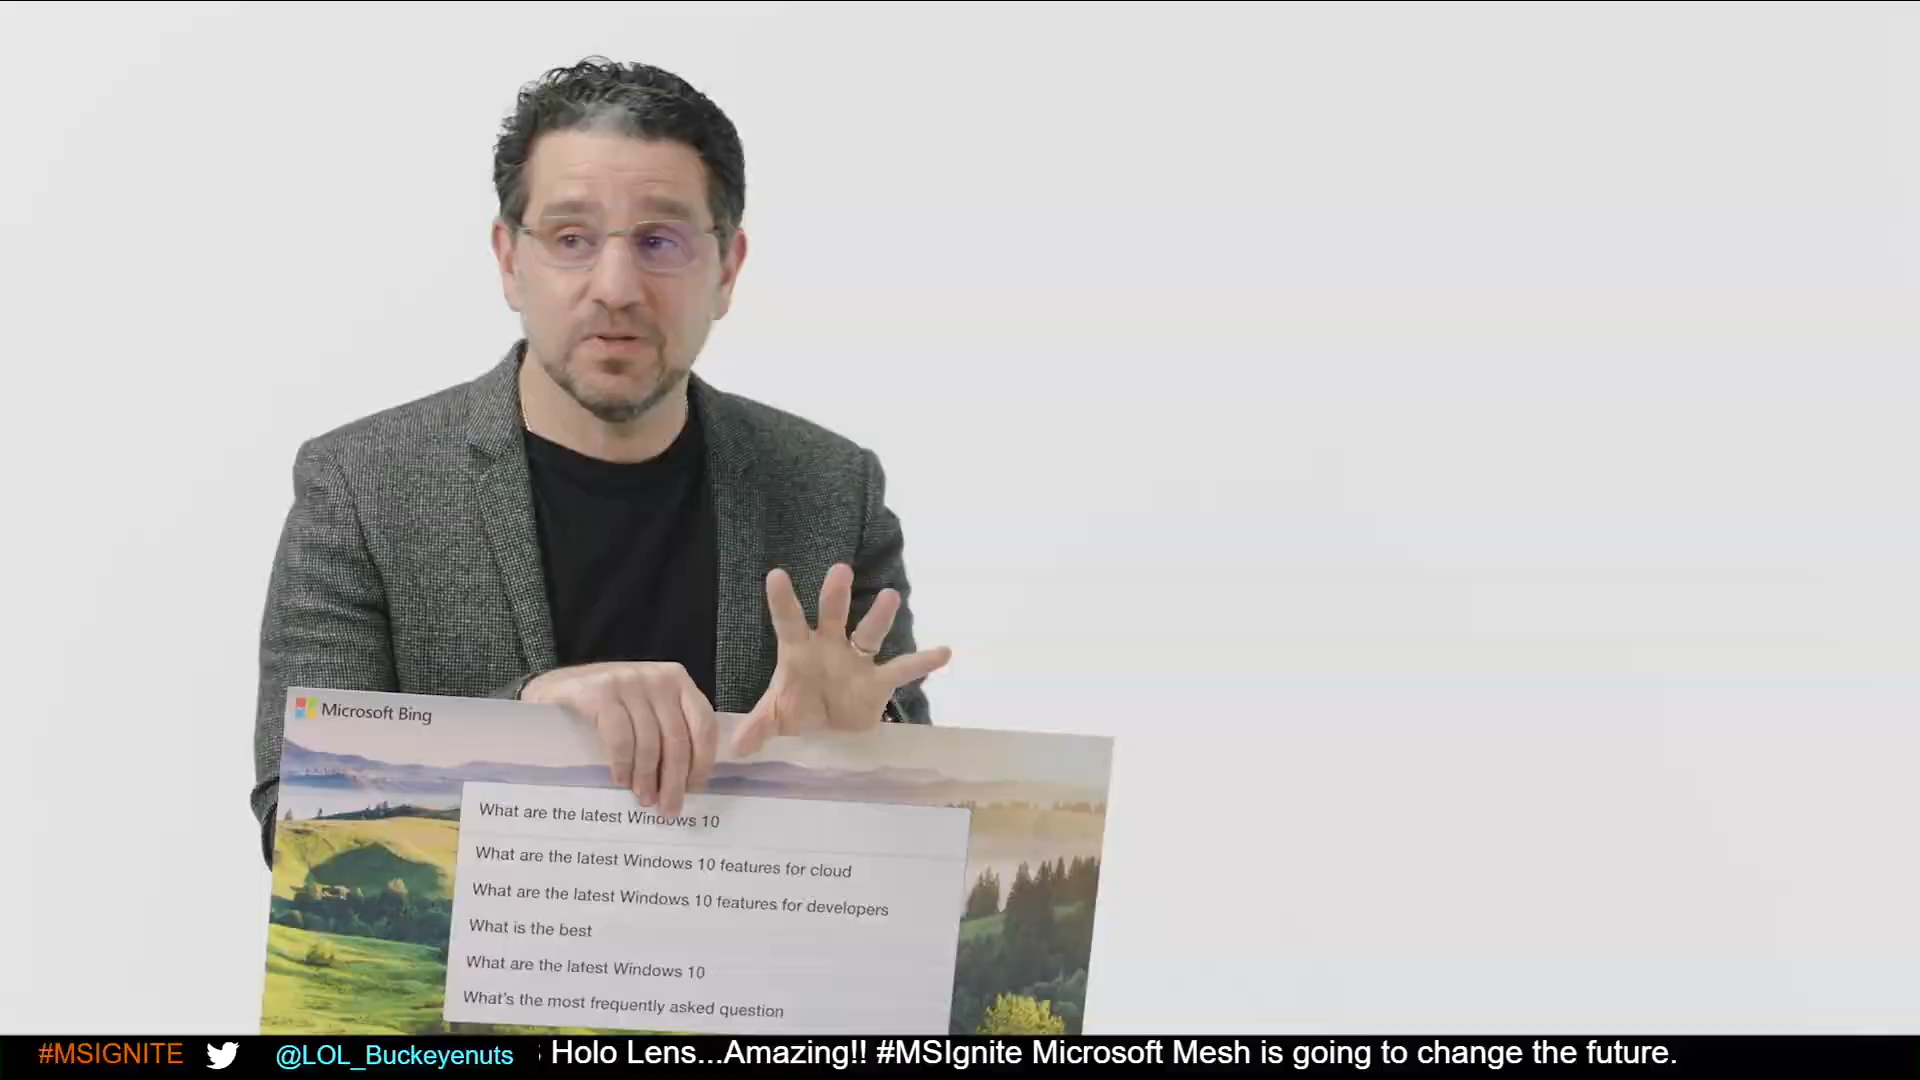 Microsoft Bing
What are the latest Windows 10
What are the latest Windows 10 features for cloud
What are the latest Windows 10 features for developers
What is the best
What are the latest Windows 10
What's the most frequently asked question
#MSIGNITE @LOL_Buckeyenuts Holo Lens...Amazing!! #MSIgnite Microsoft Mesh is going to change the future.